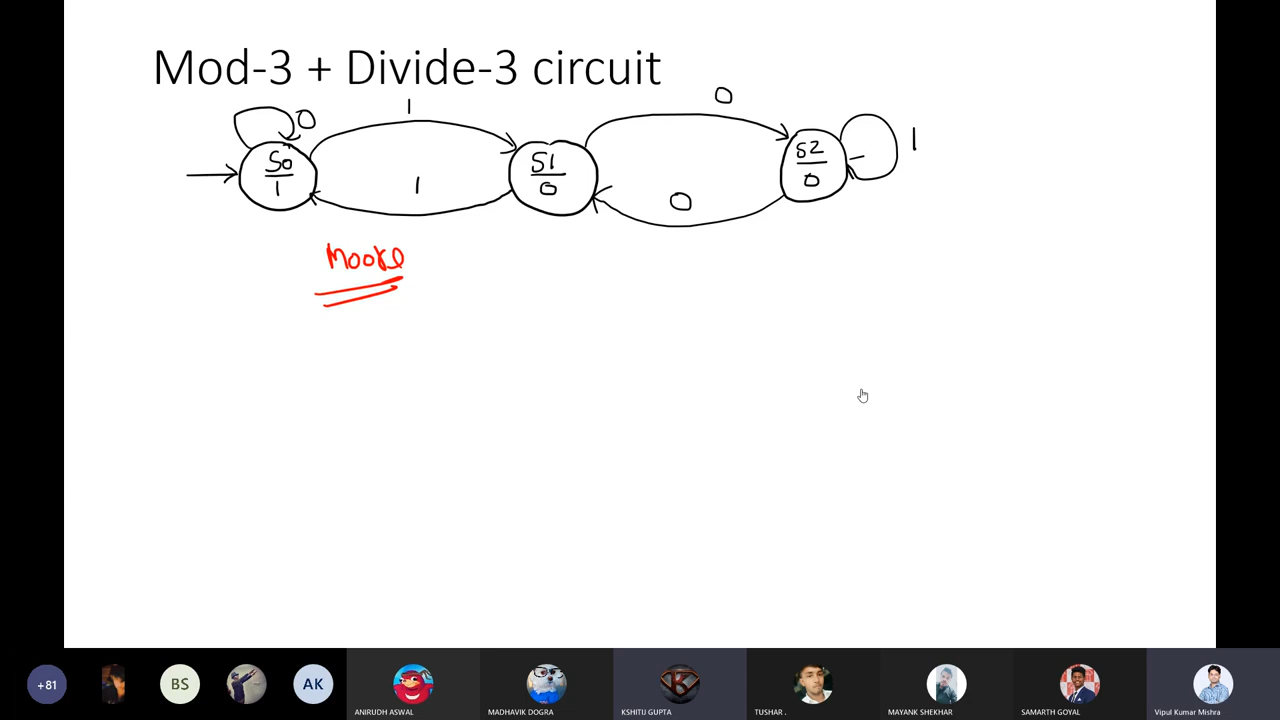 Mod-3 + Divide-3 circuit
0
1
0
1
S0
1
1
S1
0
0
S2
0
Moore
+81
BS
AK
ANIRUDH ASWAL
MADHAVIK DOGRA
KSHITIJ GUPTA
TUSHAR .
MAYANK SHEKHAR
SAMARTH GOYAL
Vipul Kumar Mishra